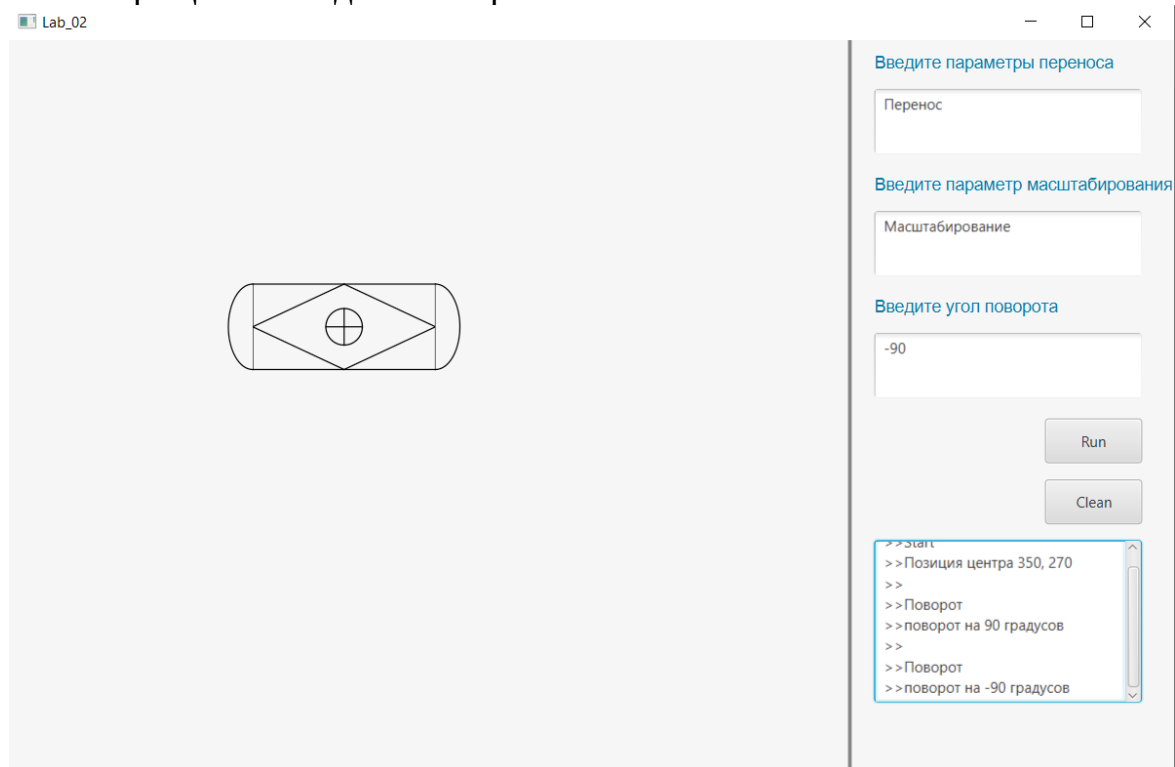 Lab_02
Введите параметры переноса
Перенос
Введите параметр масштабирования
Масштабирование
Введите угол поворота
-90
Run
Clean
>>Start
>>Позиция центра 350, 270
>>
>>Поворот
>>поворот на 90 градусов
>>
>>Поворот
>>поворот на -90 градусов